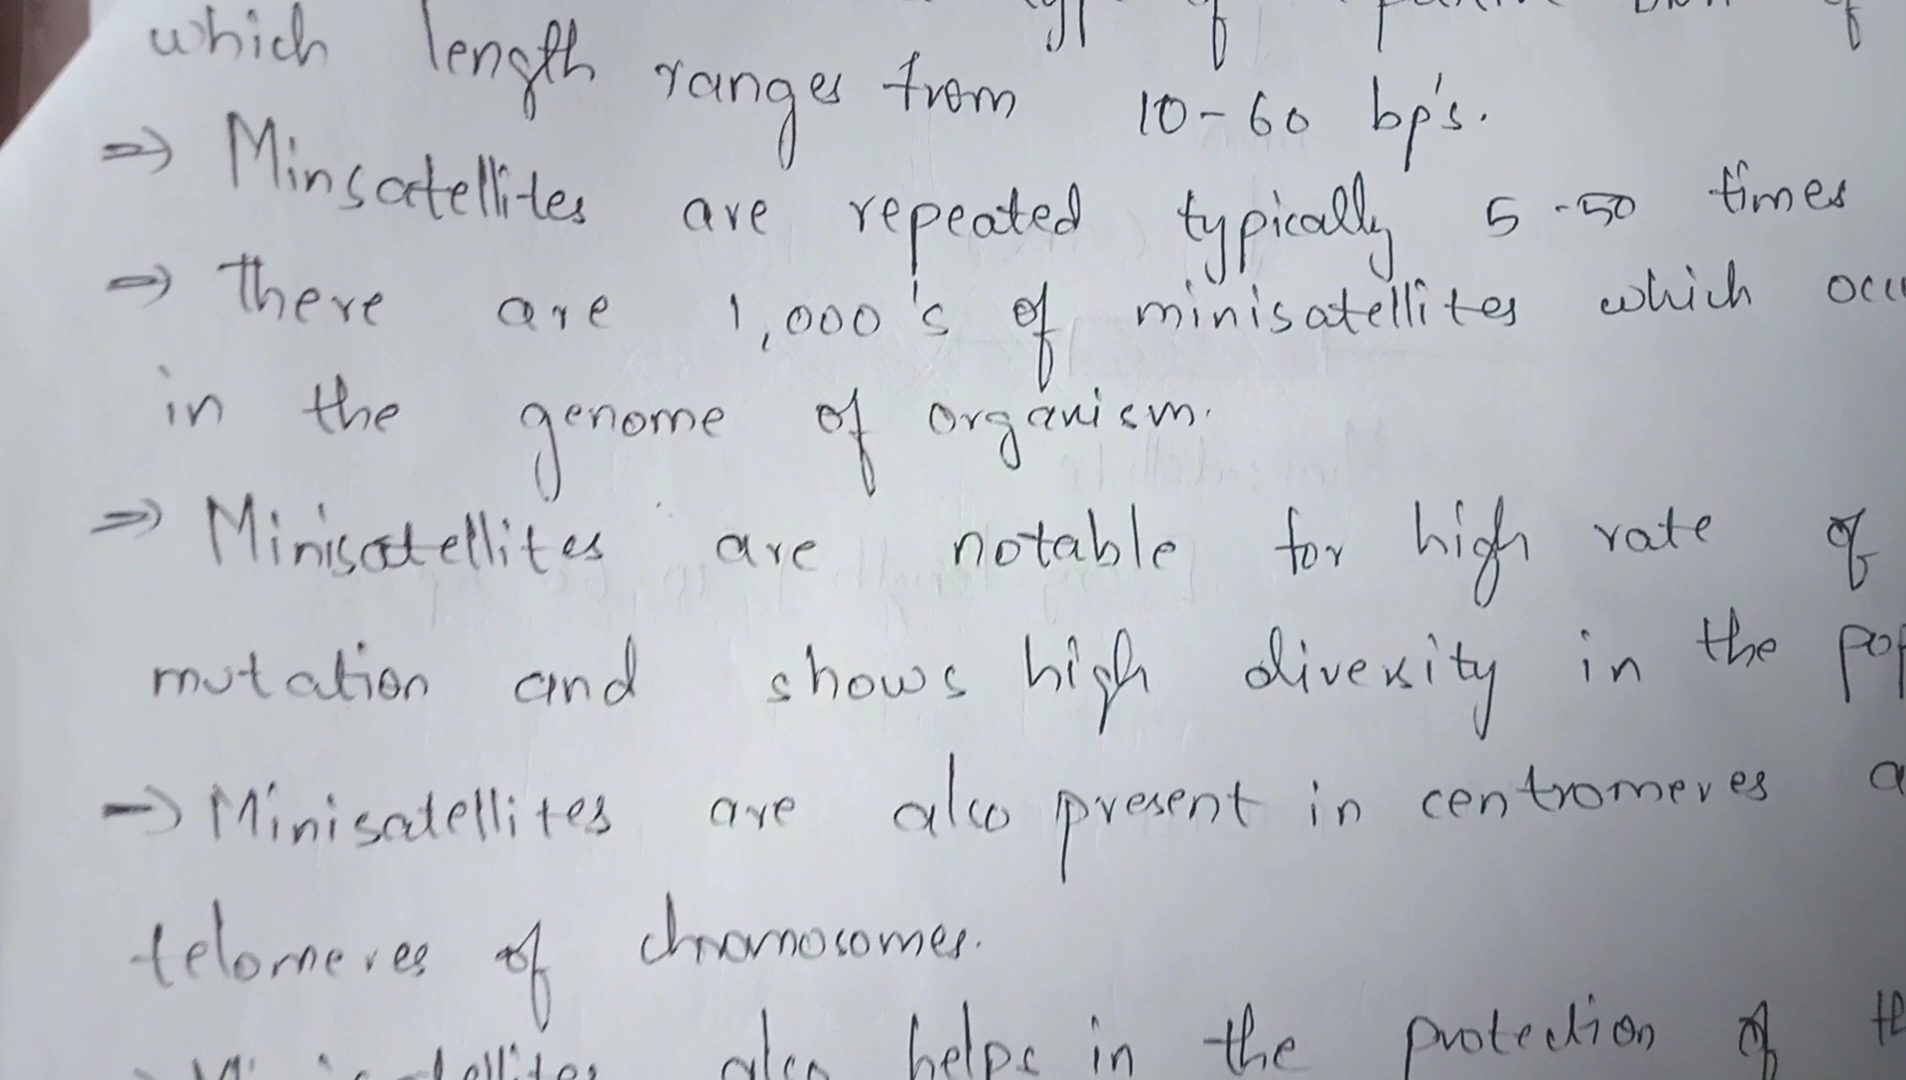 which length ranges from 10-60 bp's.
⇒ Minsatellites are repeated typically 5-50 times
⇒ there are 1,000's of minisatellites which
in the genome of organism.
⇒ Minisatellites are notable for high rate of
mutation and shows high diversity in the
→ Minisatellites are also present in centromeres
telomeres of chromosomes.
also helps in the protection of